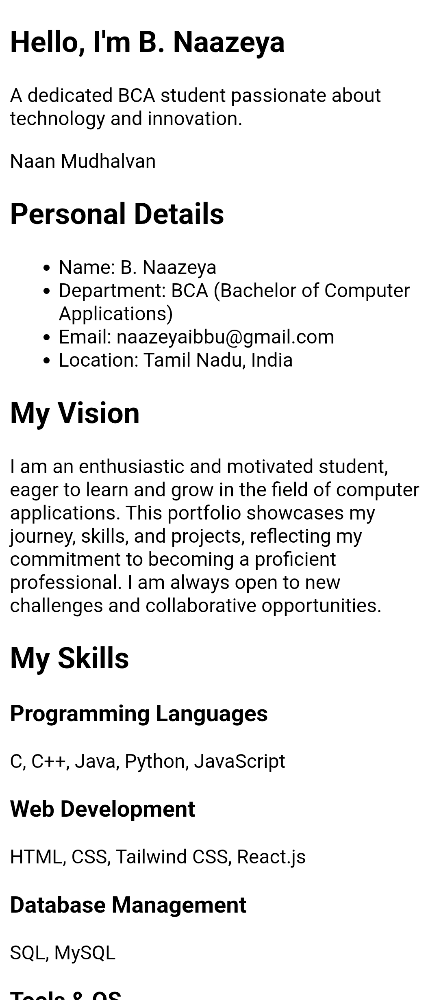 Hello, I'm B. Naazeya
A dedicated BCA student passionate about
technology and innovation.
Naan Mudhalvan
Personal Details
• Name: B. Naazeya
• Department: BCA (Bachelor of Computer
Applications)
• Email: naazeyaibbu@gmail.com
• Location: Tamil Nadu, India
My Vision
I am an enthusiastic and motivated student,
eager to learn and grow in the field of computer
applications. This portfolio showcases my
journey, skills, and projects, reflecting my
commitment to becoming a proficient
professional. I am always open to new
challenges and collaborative opportunities.
My Skills
Programming Languages
C, C++, Java, Python, JavaScript
Web Development
HTML, CSS, Tailwind CSS, React.js
Database Management
SQL, MySQL
Tools & OS